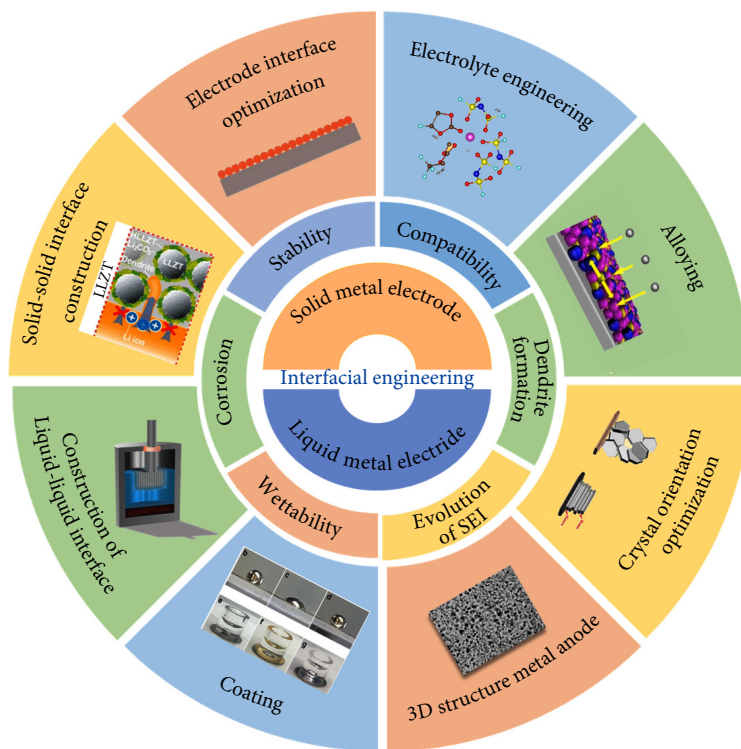 Electrode interface
optimization
Electrolyte engineering
Alloying
Crystal orientation
optimization
3D structure metal anode
Coating
Construction of
Liquid-liquid interface
Solid-solid interface
construction
Stability
Compatibility
Dendrite
formation
Evolution
of SEI
Wettability
Corrosion
Solid metal electrode
Interfacial engineering
Liquid metal electride
LLZT
Li₂CO₃
LLZT
Dendrite
Li ion
b
c
d
e
f
g